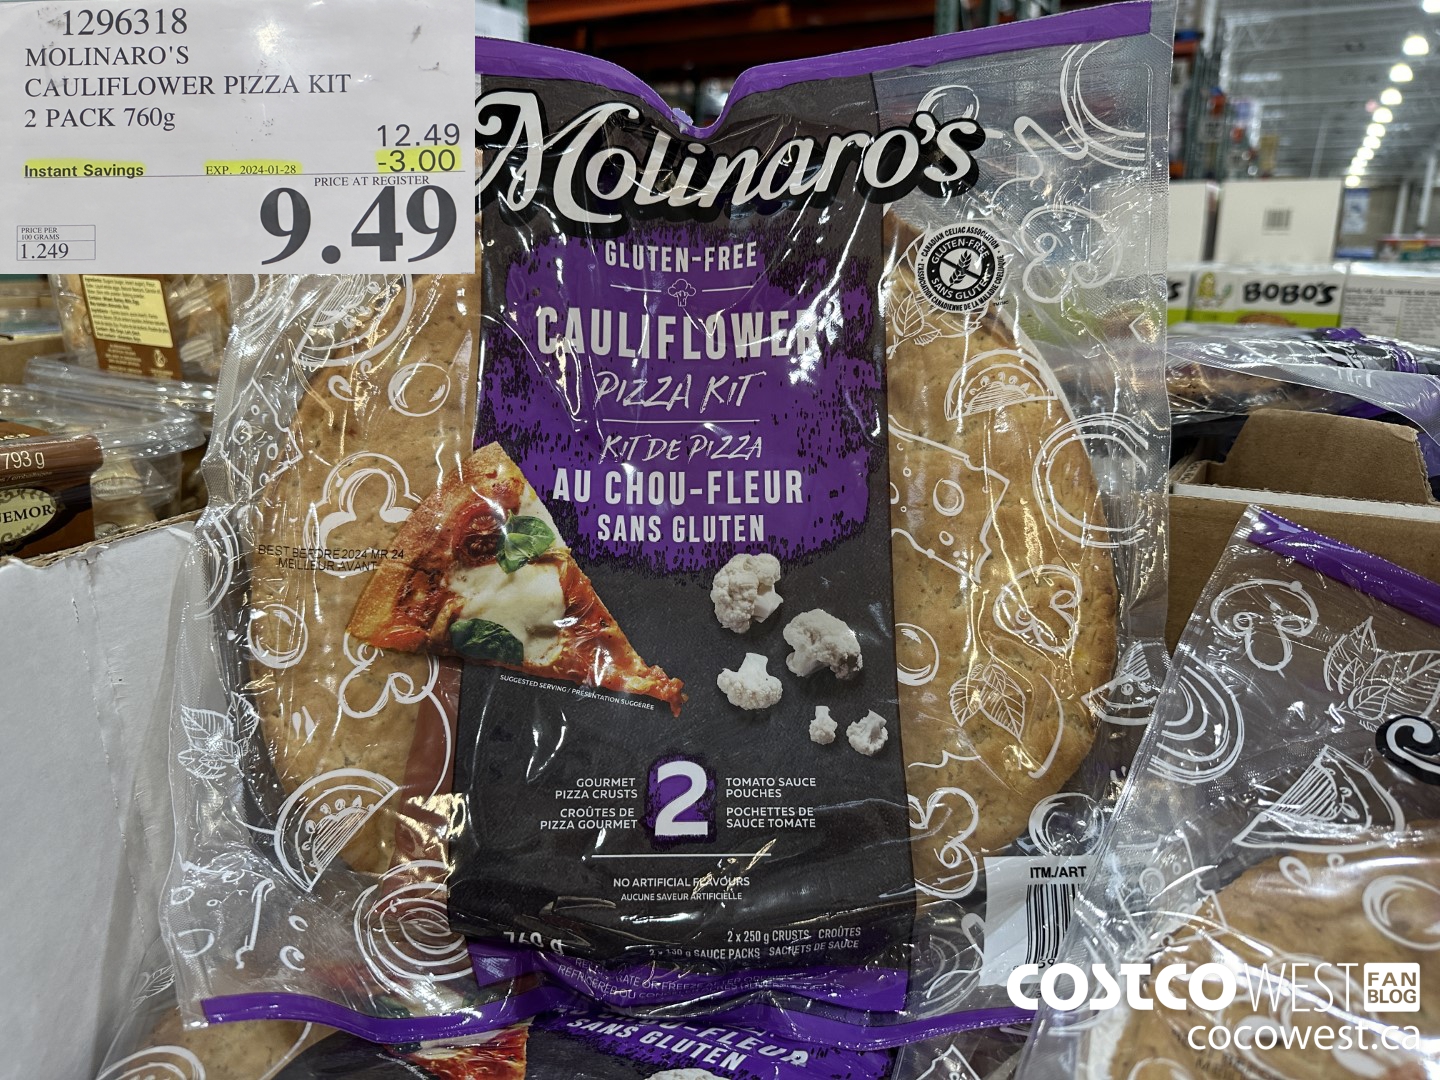 1296318
MOLINARO'S
CAULIFLOWER PIZZA KIT
2 PACK 760g
12.49
-3.00
Instant Savings EXP. 2024-01-28
PRICE AT REGISTER
9.49
PRICE PER
100 GRAMS
1.249
Molinaro's
GLUTEN-FREE
CAULIFLOWER
PIZZA KIT
KIT DE PIZZA
AU CHOU-FLEUR
SANS GLUTEN
CANADIAN CELIAC ASSOCIATION
GLUTEN-FREE
SANS GLUTEN
BEST BEFORE 2024 MR 24
MEILLEUR AVANT
SUGGESTED SERVING / PRÉSENTATION SUGGÉRÉE
GOURMET
PIZZA CRUSTS
CROÛTES DE
PIZZA GOURMET
2
TOMATO SAUCE
POUCHES
POCHETTES DE
SAUCE TOMATE
NO ARTIFICIAL FLAVOURS
AUCUNE SAVEUR ARTIFICIELLE
760 g
2 x 250 g CRUSTS CROÛTES
2 x 130 g SAUCE PACKS SACHETS DE SAUCE
ITM./ART
BOBO'S
793 g
SANS GLUTEN
COSTCO WEST FAN BLOG
cocowest.ca